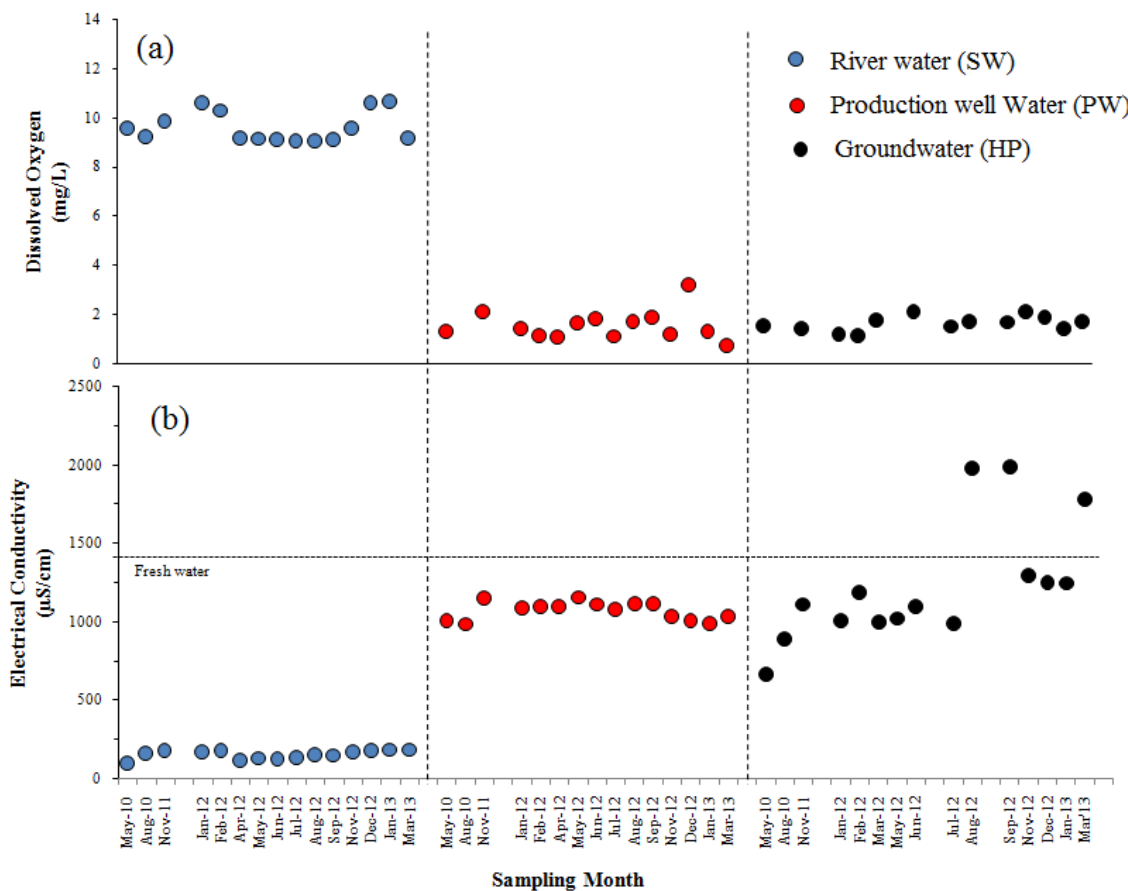 (a)
River water (SW)
Production well Water (PW)
Groundwater (HP)
Dissolved Oxygen
(mg/L)
14
12
10
8
6
4
2
0
(b)
Electrical Conductivity
(µS/cm)
2500
2000
1500
1000
500
0
Fresh water
May-10
Aug-10
Nov-11
Jan-12
Feb-12
Apr-12
May-12
Jun-12
Jul-12
Aug-12
Sep-12
Nov-12
Dec-12
Jan-13
Mar-13
May-10
Aug-10
Nov-11
Jan-12
Feb-12
Apr-12
May-12
Jun-12
Jul-12
Aug-12
Sep-12
Nov-12
Dec-12
Jan-13
Mar-13
May-10
Aug-10
Nov-11
Jan-12
Feb-12
Mar-12
May-12
Jun-12
Jul-12
Aug-12
Sep-12
Nov-12
Dec-12
Jan-13
Mar'13
Sampling Month